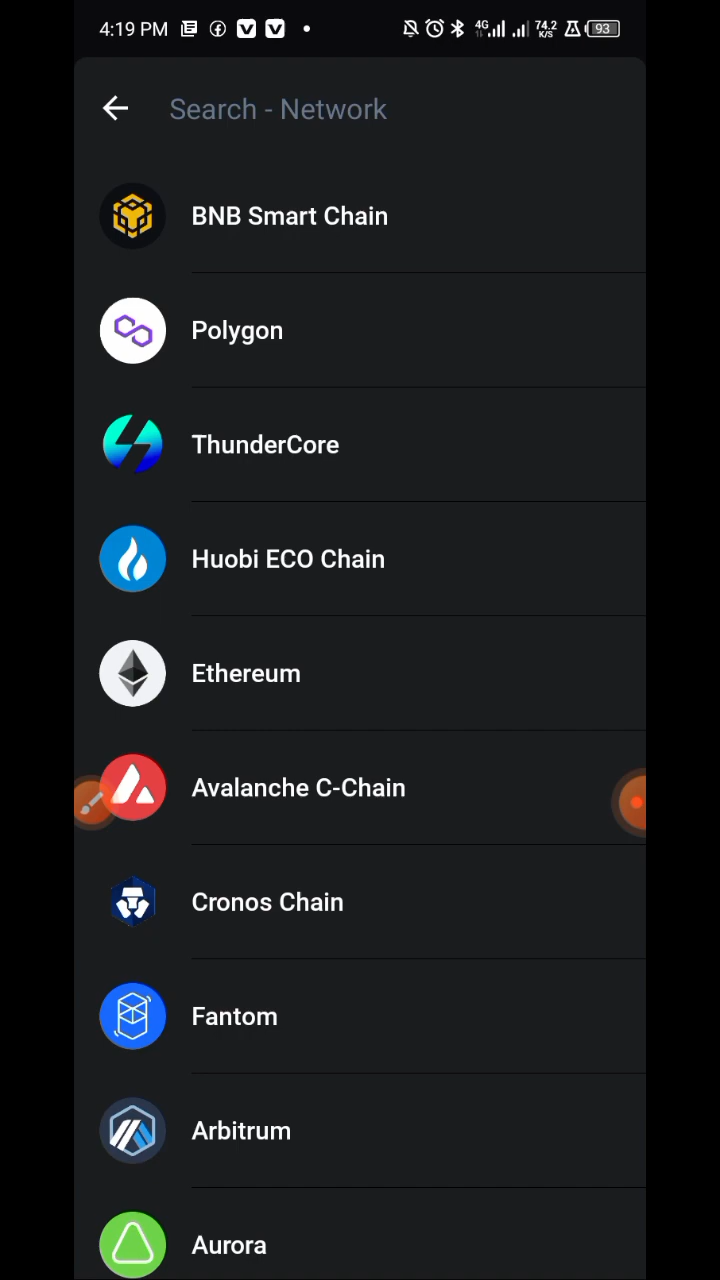 4:19 PM
4G
74.2
K/S
93
Search - Network
BNB Smart Chain
Polygon
ThunderCore
Huobi ECO Chain
Ethereum
Avalanche C-Chain
Cronos Chain
Fantom
Arbitrum
Aurora